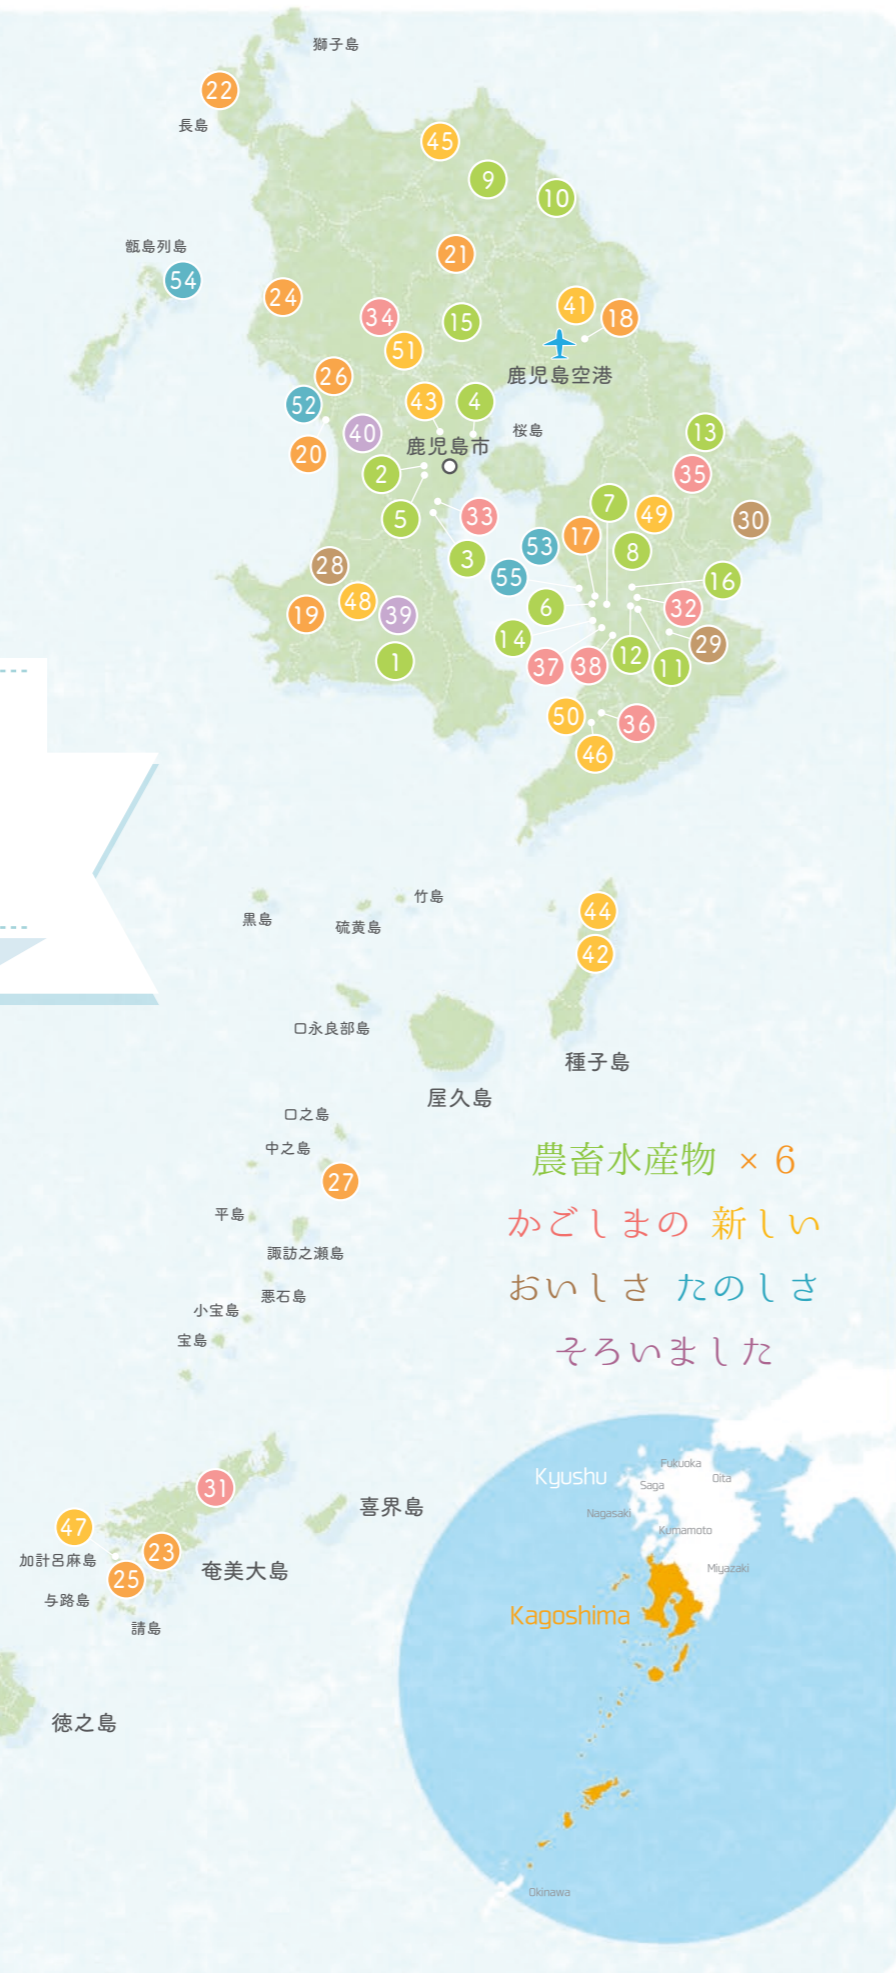 獅子島
22
長島
45
9
10
甑島列島
54
21
24
34
15
41
18
51
鹿児島空港
26
52
43
4
桜島
13
40
鹿児島市
20
2
35
5
33
7
49
30
3
53
17
8
28
55
16
19
48
39
6
32
14
12
29
1
37
38
11
50
36
46
竹島
黒島
硫黄島
44
42
口永良部島
種子島
屋久島
口之島
中之島
27
平島
諏訪之瀬島
悪石島
小宝島
宝島
農畜水産物 × 6
かごしまの 新しい
おいしさ たのしさ
そろいました
31
喜界島
47
加計呂麻島
23
25
奄美大島
与路島
請島
徳之島
Kyushu
Fukuoka
Saga
Oita
Nagasaki
Kumamoto
Miyazaki
Kagoshima
Okinawa